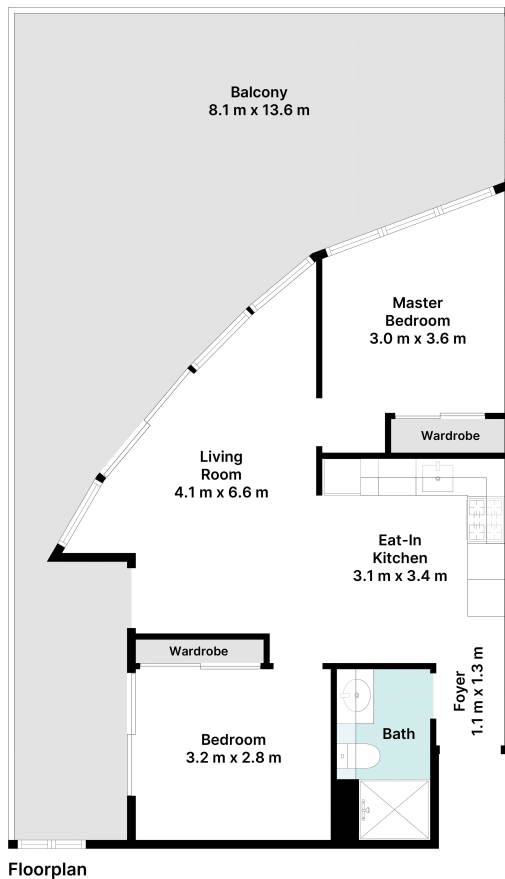 Balcony
8.1 m x 13.6 m
Master
Bedroom
3.0 m x 3.6 m
Wardrobe
Living
Room
4.1 m x 6.6 m
Eat-In
Kitchen
3.1 m x 3.4 m
Wardrobe
Foyer
1.1 m x 1.3 m
Bath
Bedroom
3.2 m x 2.8 m
Floorplan